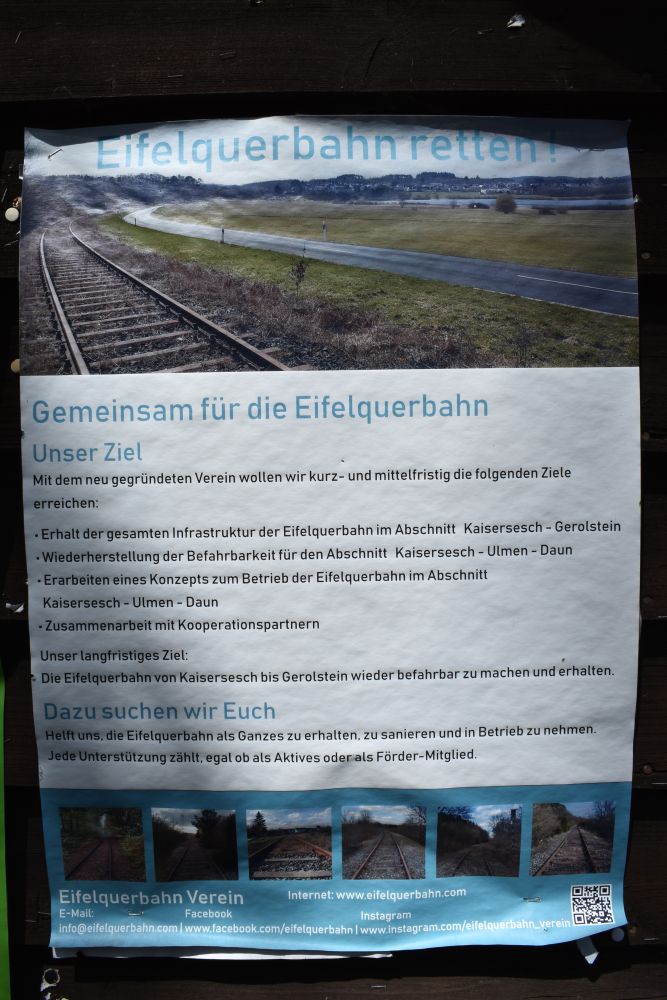 Eifelquerbahn retten !
Gemeinsam für die Eifelquerbahn
Unser Ziel
Mit dem neu gegründeten Verein wollen wir kurz- und mittelfristig die folgenden Ziele
erreichen:
• Erhalt der gesamten Infrastruktur der Eifelquerbahn im Abschnitt Kaisersesch - Gerolstein
• Wiederherstellung der Befahrbarkeit für den Abschnitt Kaisersesch - Ulmen - Daun
• Erarbeiten eines Konzepts zum Betrieb der Eifelquerbahn im Abschnitt
Kaisersesch - Ulmen - Daun
• Zusammenarbeit mit Kooperationspartnern
Unser langfristiges Ziel:
• Die Eifelquerbahn von Kaisersesch bis Gerolstein wieder befahrbar zu machen und erhalten.
Dazu suchen wir Euch
Helft uns, die Eifelquerbahn als Ganzes zu erhalten, zu sanieren und in Betrieb zu nehmen.
Jede Unterstützung zählt, egal ob als Aktives oder als Förder-Mitglied.
Eifelquerbahn Verein Internet: www.eifelquerbahn.com
E-Mail: Facebook Instagram
info@eifelquerbahn.com | www.facebook.com/eifelquerbahn | www.instagram.com/eifelquerbahn_verein